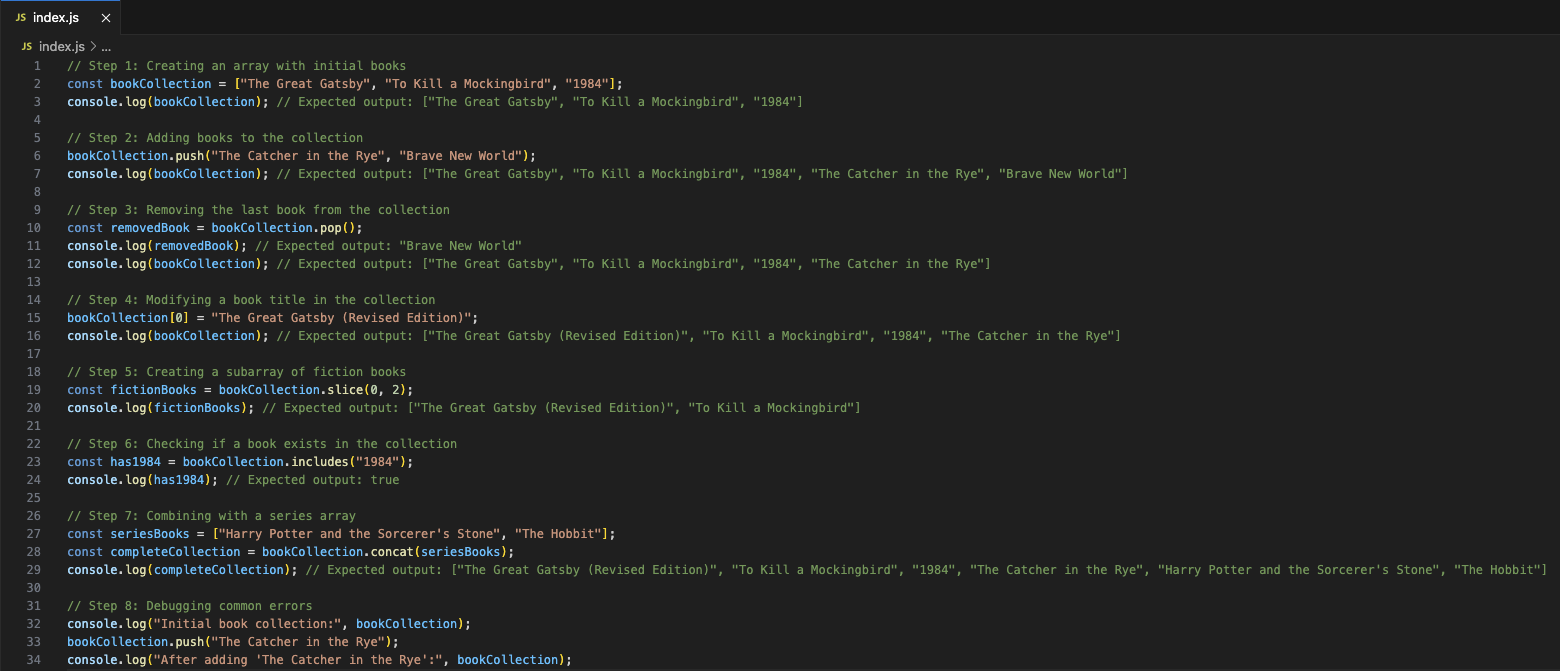 JS index.js ×
JS index.js > ...
1 // Step 1: Creating an array with initial books
2 const bookCollection = ["The Great Gatsby", "To Kill a Mockingbird", "1984"];
3 console.log(bookCollection); // Expected output: ["The Great Gatsby", "To Kill a Mockingbird", "1984"]
4
5 // Step 2: Adding books to the collection
6 bookCollection.push("The Catcher in the Rye", "Brave New World");
7 console.log(bookCollection); // Expected output: ["The Great Gatsby", "To Kill a Mockingbird", "1984", "The Catcher in the Rye", "Brave New World"]
8
9 // Step 3: Removing the last book from the collection
10 const removedBook = bookCollection.pop();
11 console.log(removedBook); // Expected output: "Brave New World"
12 console.log(bookCollection); // Expected output: ["The Great Gatsby", "To Kill a Mockingbird", "1984", "The Catcher in the Rye"]
13
14 // Step 4: Modifying a book title in the collection
15 bookCollection[0] = "The Great Gatsby (Revised Edition)";
16 console.log(bookCollection); // Expected output: ["The Great Gatsby (Revised Edition)", "To Kill a Mockingbird", "1984", "The Catcher in the Rye"]
17
18 // Step 5: Creating a subarray of fiction books
19 const fictionBooks = bookCollection.slice(0, 2);
20 console.log(fictionBooks); // Expected output: ["The Great Gatsby (Revised Edition)", "To Kill a Mockingbird"]
21
22 // Step 6: Checking if a book exists in the collection
23 const has1984 = bookCollection.includes("1984");
24 console.log(has1984); // Expected output: true
25
26 // Step 7: Combining with a series array
27 const seriesBooks = ["Harry Potter and the Sorcerer's Stone", "The Hobbit"];
28 const completeCollection = bookCollection.concat(seriesBooks);
29 console.log(completeCollection); // Expected output: ["The Great Gatsby (Revised Edition)", "To Kill a Mockingbird", "1984", "The Catcher in the Rye", "Harry Potter and the Sorcerer's Stone", "The Hobbit"]
30
31 // Step 8: Debugging common errors
32 console.log("Initial book collection:", bookCollection);
33 bookCollection.push("The Catcher in the Rye");
34 console.log("After adding 'The Catcher in the Rye':", bookCollection);